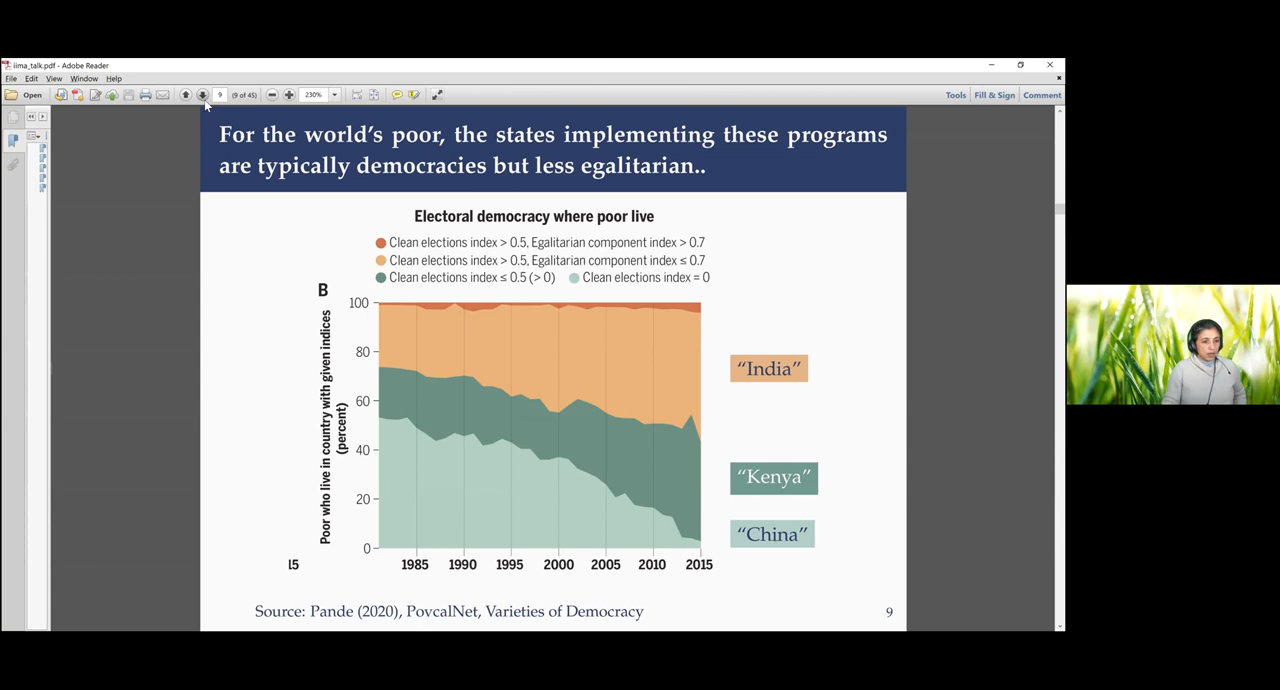 iima_talk.pdf - Adobe Reader
File Edit View Window Help
Open 9 (9 of 45) 230% Tools Fill & Sign Comment
For the world's poor, the states implementing these programs
are typically democracies but less egalitarian..
Electoral democracy where poor live
Clean elections index > 0.5, Egalitarian component index > 0.7
Clean elections index > 0.5, Egalitarian component index ≤ 0.7
Clean elections index ≤ 0.5 (> 0) Clean elections index = 0
B
Poor who live in country with given indices
(percent)
100
80
60
40
20
0
15 1985 1990 1995 2000 2005 2010 2015
"India"
"Kenya"
"China"
Source: Pande (2020), PovcalNet, Varieties of Democracy
9